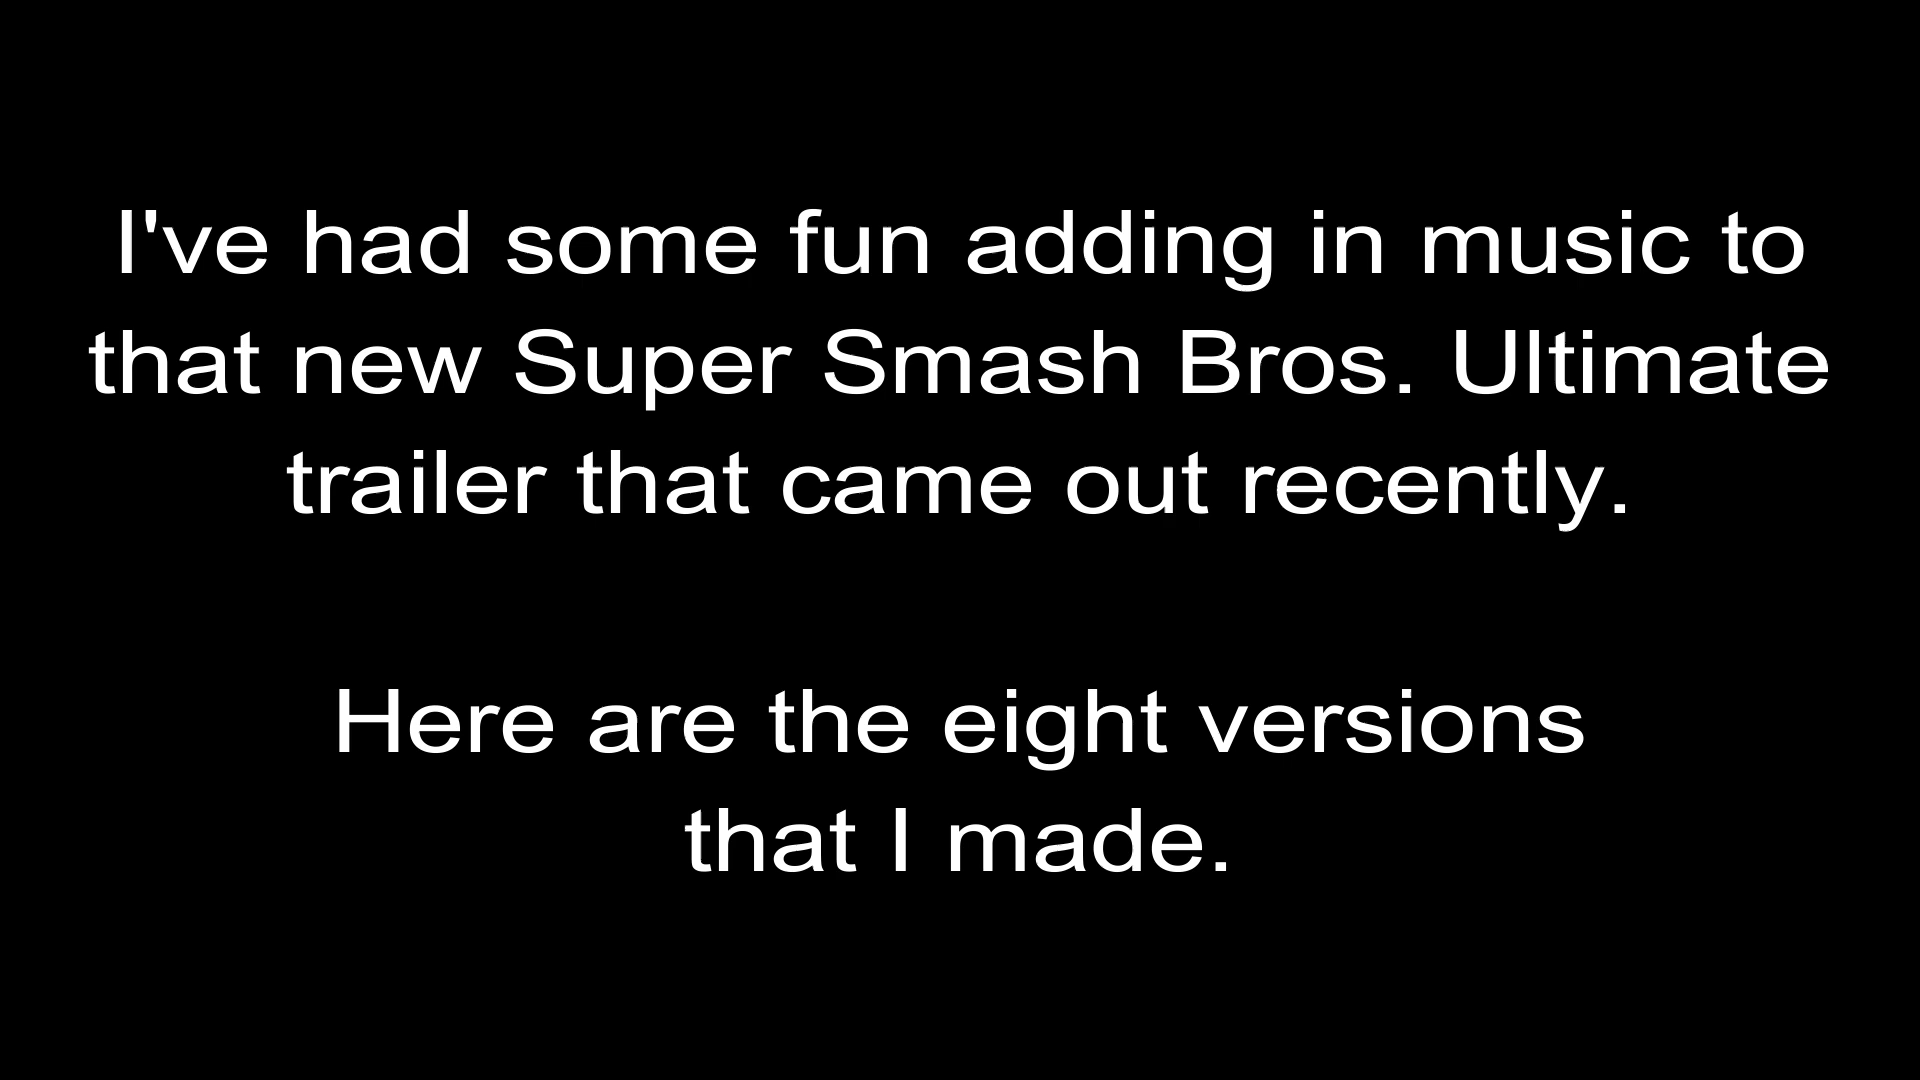 I've had some fun adding in music to
that new Super Smash Bros. Ultimate
trailer that came out recently.
Here are the eight versions
that I made.